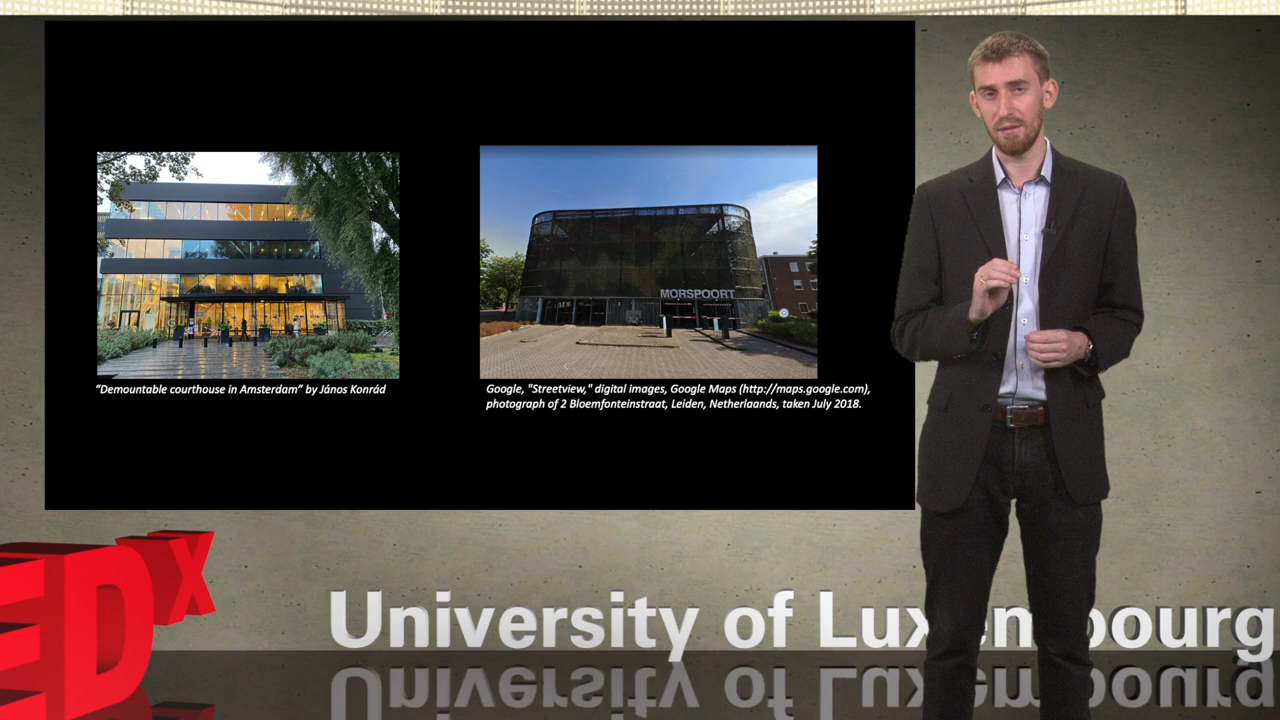 MORSPOORT
“Demountable courthouse in Amsterdam” by János Konrád
Google, "Streetview," digital images, Google Maps (http://maps.google.com),
photograph of 2 Bloemfonteinstraat, Leiden, Netherlaands, taken July 2018.
EDx
University of Luxembourg